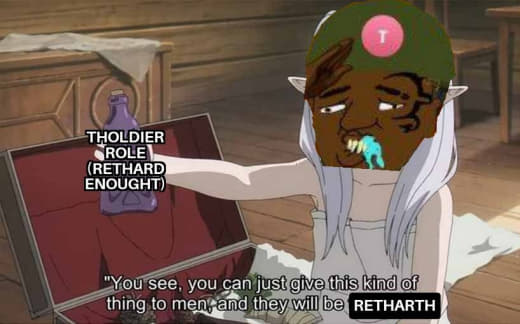 T
THOLDIER
ROLE
(RETHARD
ENOUGHT)
"You see, you can just give this kind of
thing to men, and they will be RETHARTH